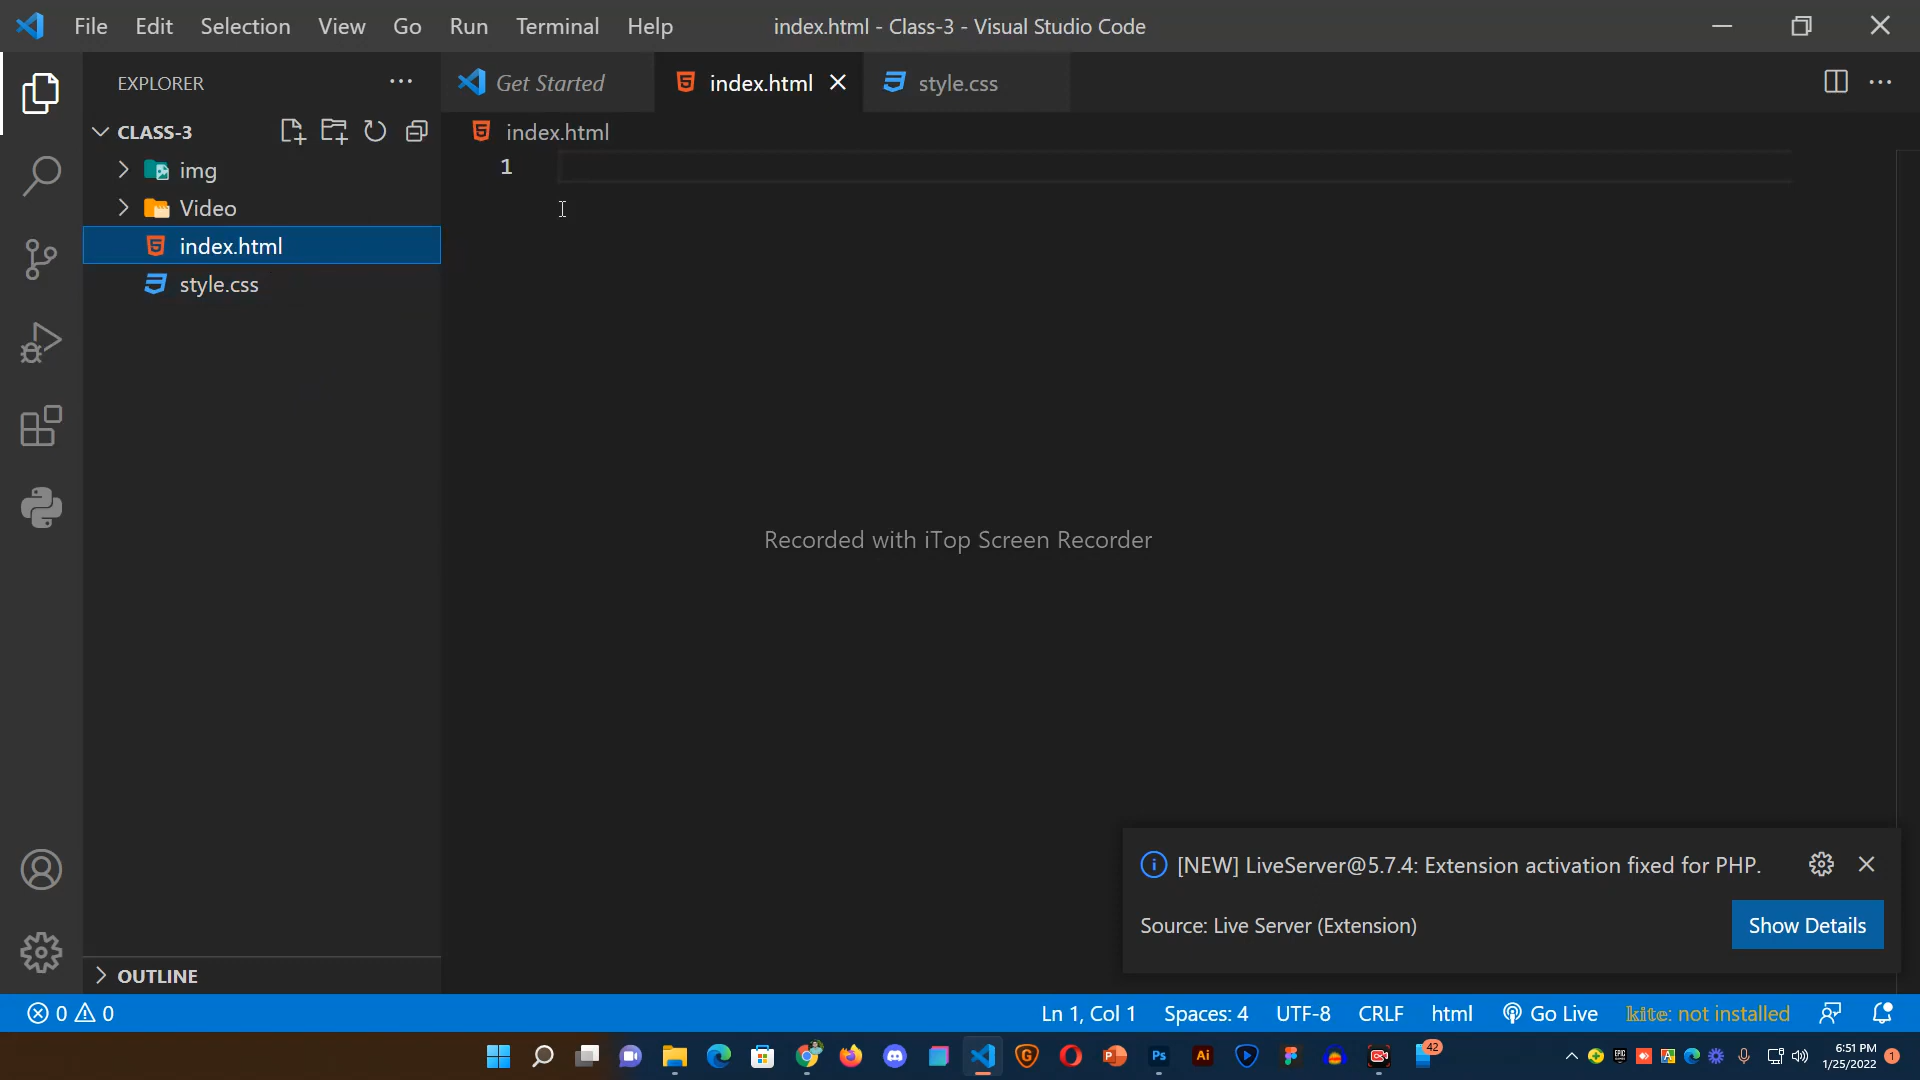 File Edit Selection View Go Run Terminal Help
index.html - Class-3 - Visual Studio Code
EXPLORER
Get Started
index.html
style.css
CLASS-3
img
Video
index.html
style.css
index.html
1
Recorded with iTop Screen Recorder
[NEW] LiveServer@5.7.4: Extension activation fixed for PHP.
Source: Live Server (Extension)
Show Details
OUTLINE
0 0
Ln 1, Col 1 Spaces: 4 UTF-8 CRLF html Go Live kite: not installed
42
6:51 PM
1/25/2022
1